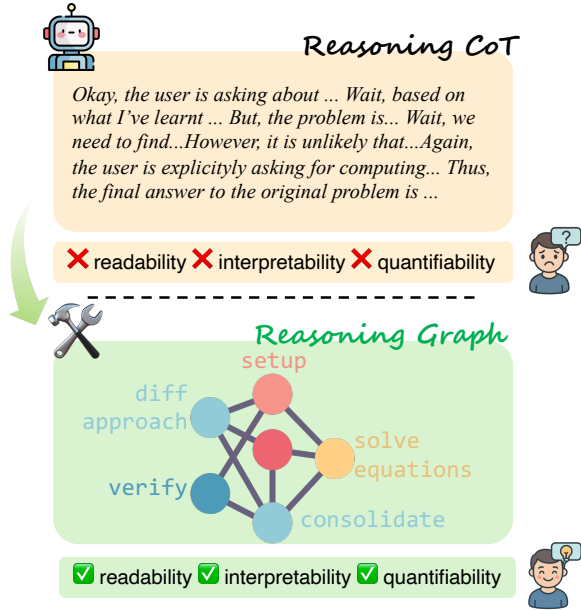 Reasoning CoT
Okay, the user is asking about ... Wait, based on
what I've learnt ... But, the problem is... Wait, we
need to find...However, it is unlikely that...Again,
the user is explicityly asking for computing... Thus,
the final answer to the original problem is ...
❌ readability ❌ interpretability ❌ quantifiability
?
Reasoning Graph
setup
diff
approach
solve
equations
verify
consolidate
✅ readability ✅ interpretability ✅ quantifiability